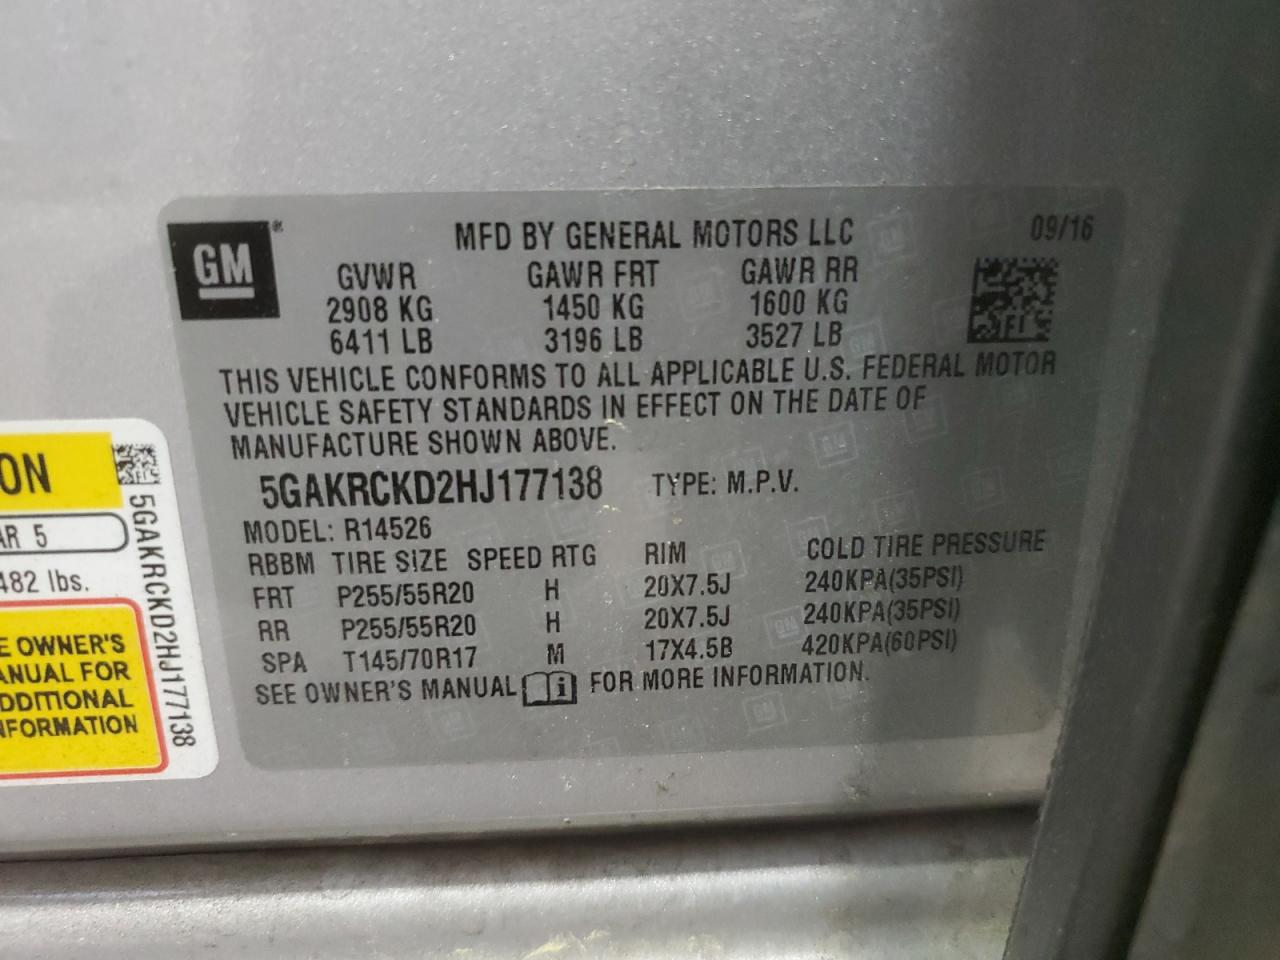 GM®
MFD BY GENERAL MOTORS LLC 09/16
GVWR GAWR FRT GAWR RR
2908 KG 1450 KG 1600 KG
6411 LB 3196 LB 3527 LB
THIS VEHICLE CONFORMS TO ALL APPLICABLE U.S. FEDERAL MOTOR
VEHICLE SAFETY STANDARDS IN EFFECT ON THE DATE OF
MANUFACTURE SHOWN ABOVE.
5GAKRCKD2HJ177138 TYPE: M.P.V.
MODEL: R14526
RBBM TIRE SIZE SPEED RTG RIM COLD TIRE PRESSURE
FRT P255/55R20 H 20X7.5J 240KPA(35PSI)
RR P255/55R20 H 20X7.5J 240KPA(35PSI)
SPA T145/70R17 M 17X4.5B 420KPA(60PSI)
SEE OWNER'S MANUAL i FOR MORE INFORMATION.
ON
AR 5
482 lbs.
E OWNER'S
ANUAL FOR
DDITIONAL
NFORMATION
5GAKRCKD2HJ177138